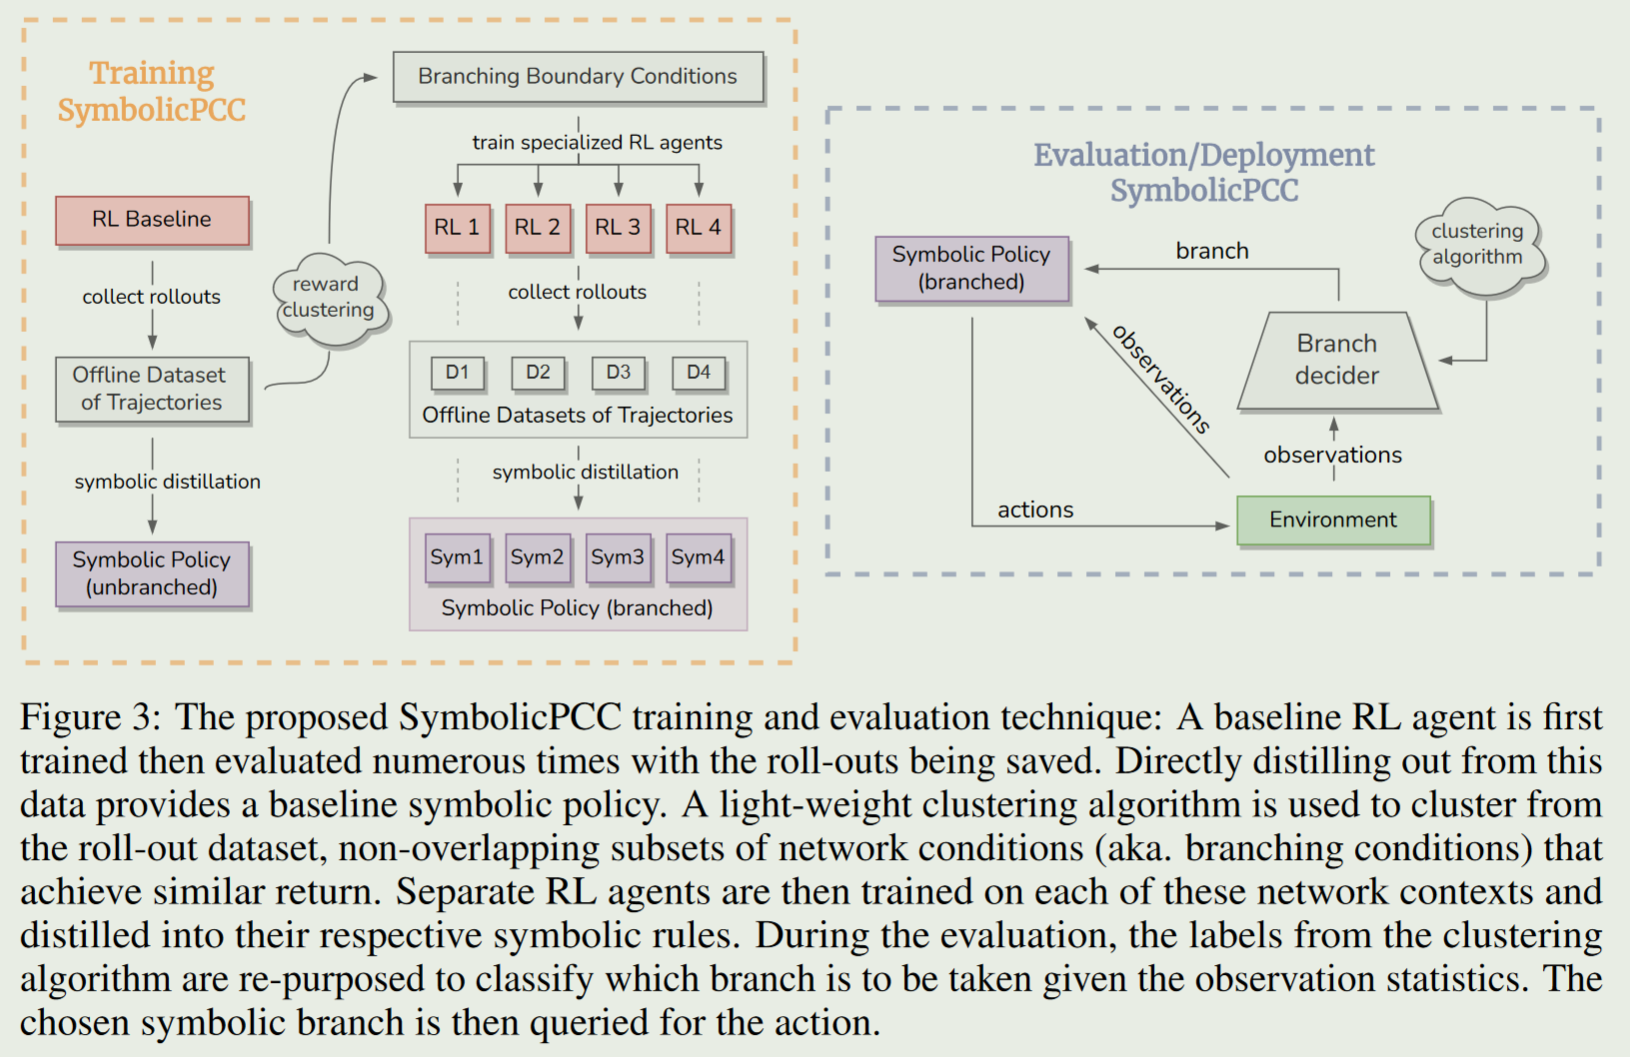 Training
SymbolicPCC
RL Baseline
collect rollouts
Offline Dataset
of Trajectories
symbolic distillation
Symbolic Policy
(unbranched)
reward
clustering
Branching Boundary Conditions
train specialized RL agents
RL 1 RL 2 RL 3 RL 4
collect rollouts
D1 D2 D3 D4
Offline Datasets of Trajectories
symbolic distillation
Sym1 Sym2 Sym3 Sym4
Symbolic Policy (branched)
Evaluation/Deployment
SymbolicPCC
Symbolic Policy
(branched)
branch
clustering
algorithm
Branch
decider
observations
observations
actions
Environment
Figure 3: The proposed SymbolicPCC training and evaluation technique: A baseline RL agent is first
trained then evaluated numerous times with the roll-outs being saved. Directly distilling out from this
data provides a baseline symbolic policy. A light-weight clustering algorithm is used to cluster from
the roll-out dataset, non-overlapping subsets of network conditions (aka. branching conditions) that
achieve similar return. Separate RL agents are then trained on each of these network contexts and
distilled into their respective symbolic rules. During the evaluation, the labels from the clustering
algorithm are re-purposed to classify which branch is to be taken given the observation statistics. The
chosen symbolic branch is then queried for the action.